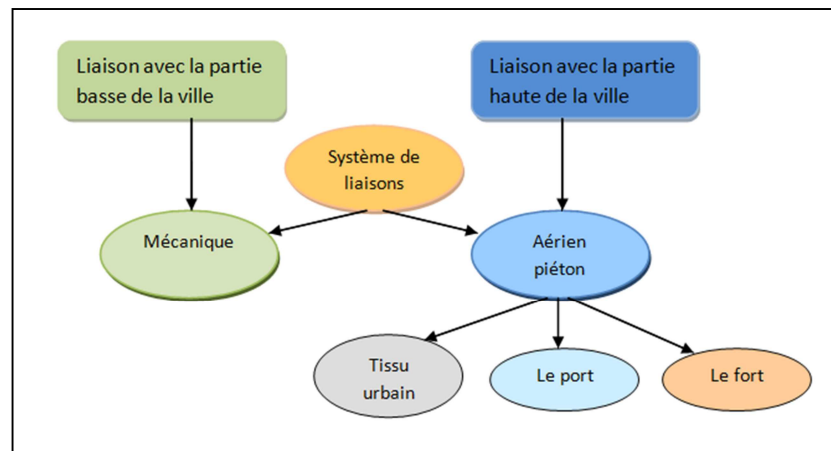 Liaison avec la partie
basse de la ville
Liaison avec la partie
haute de la ville
Système de
liaisons
Mécanique
Aérien
piéton
Tissu
urbain
Le port
Le fort